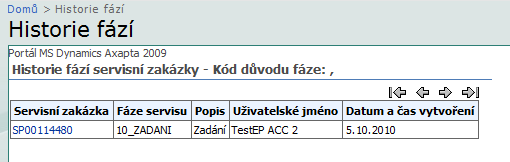 Domů > Historie fází
Historie fází
Portál MS Dynamics Axapta 2009
Historie fází servisní zakázky - Kód důvodu fáze: ,
Servisní zakázka Fáze servisu Popis Uživatelské jméno Datum a čas vytvoření
SP00114480 10_ZADANI Zadání TestEP ACC 2 5.10.2010